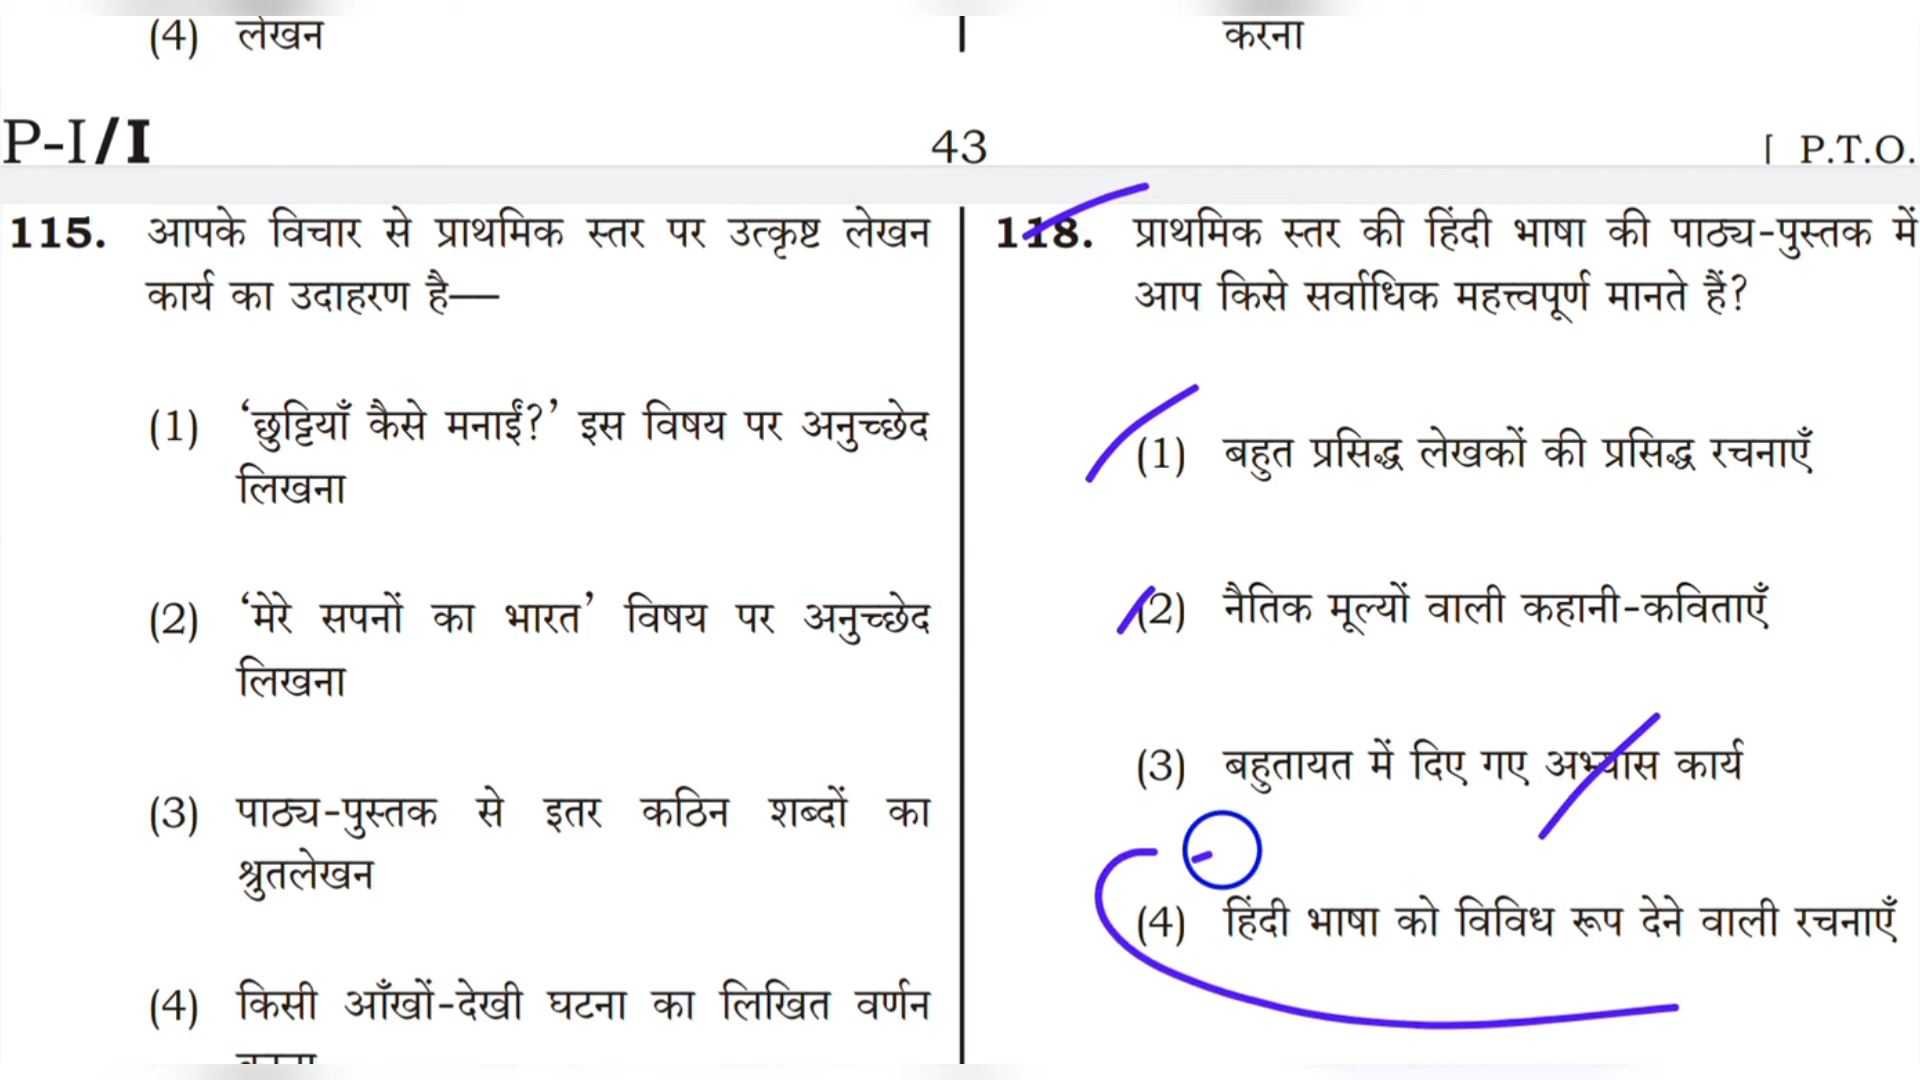 (4) लेखन
करना
P-I/I
43
[ P.T.O.
115. आपके विचार से प्राथमिक स्तर पर उत्कृष्ट लेखन
कार्य का उदाहरण है—
(1) ‘छुट्टियाँ कैसे मनाईं?’ इस विषय पर अनुच्छेद
लिखना
(2) ‘मेरे सपनों का भारत’ विषय पर अनुच्छेद
लिखना
(3) पाठ्य-पुस्तक से इतर कठिन शब्दों का
श्रुतलेखन
(4) किसी आँखों-देखी घटना का लिखित वर्णन
118. प्राथमिक स्तर की हिंदी भाषा की पाठ्य-पुस्तक में
आप किसे सर्वाधिक महत्त्वपूर्ण मानते हैं?
(1) बहुत प्रसिद्ध लेखकों की प्रसिद्ध रचनाएँ
(2) नैतिक मूल्यों वाली कहानी-कविताएँ
(3) बहुतायत में दिए गए अभ्यास कार्य
(4) हिंदी भाषा को विविध रूप देने वाली रचनाएँ